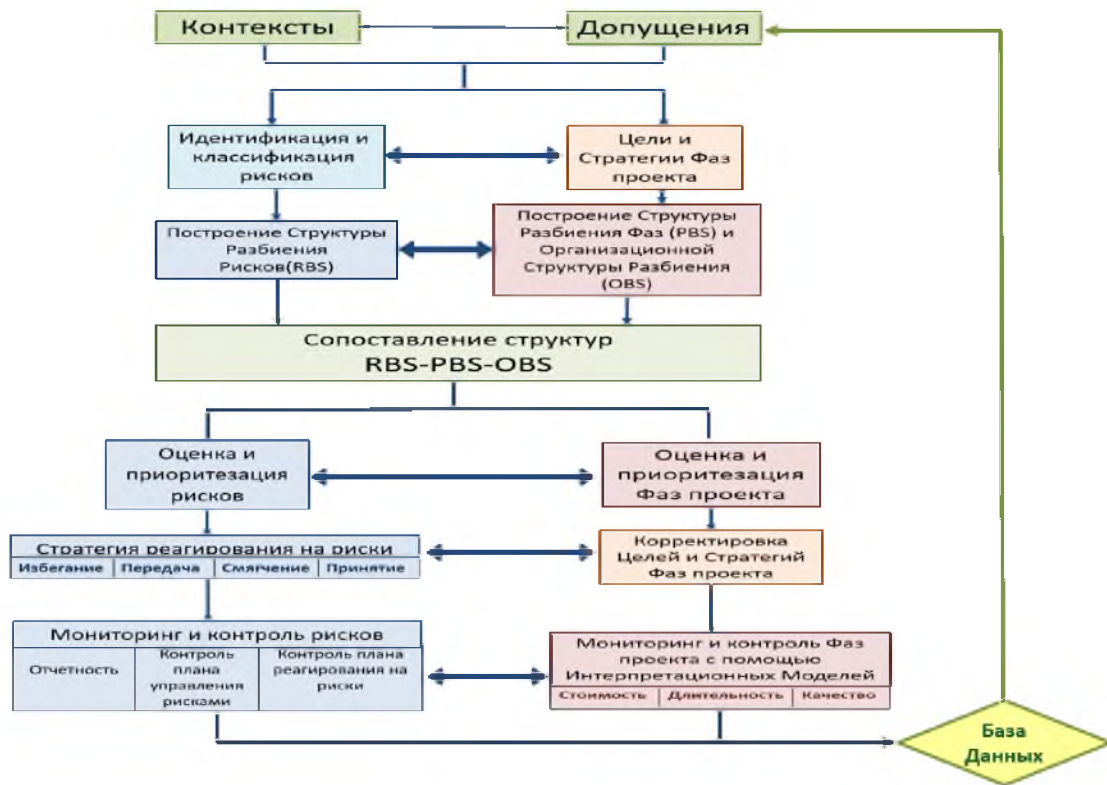 Контексты
Допущения
Идентификация и
классификация
рисков
Цели и
Стратегии Фаз
проекта
Построение Структуры
Разбиения
Рисков(RBS)
Построение Структуры
Разбиения Фаз (PBS) и
Организационной
Структуры Разбиения
(OBS)
Сопоставление структур
RBS-PBS-OBS
Оценка и
приоритезация
рисков
Оценка и
приоритезация
Фаз проекта
Стратегия реагирования на риски
Избегание Передача Смягчение Принятие
Корректировка
Целей и Стратегий
Фаз проекта
Мониторинг и контроль рисков
Отчетность
Контроль
плана
управления
рисками
Контроль плана
реагирования на
риски
Мониторинг и контроль Фаз
проекта с помощью
Интерпретационных Моделей
Стоимость Длительность Качество
База
Данных